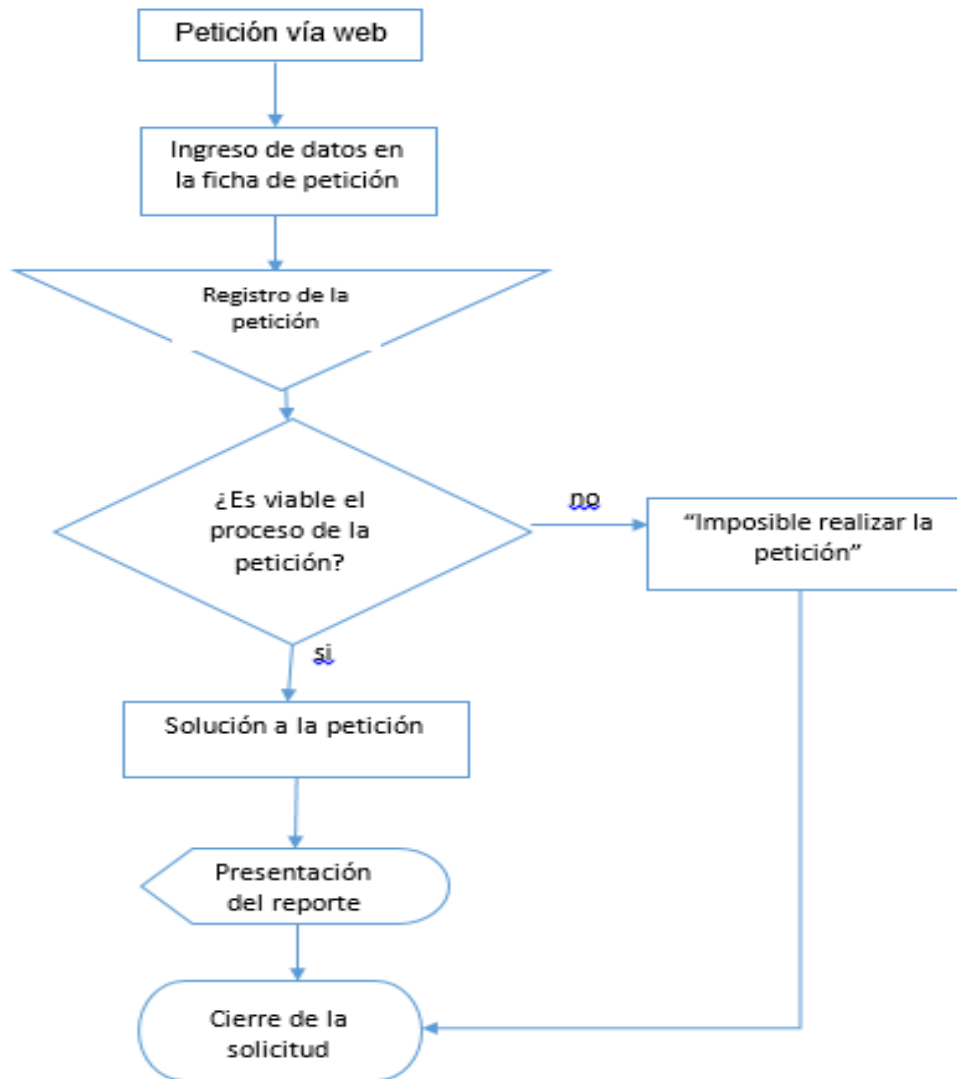 Petición vía web
Ingreso de datos en
la ficha de petición
Registro de la
petición
¿Es viable el
proceso de la
petición?
no
“Imposible realizar la
petición”
si
Solución a la petición
Presentación
del reporte
Cierre de la
solicitud